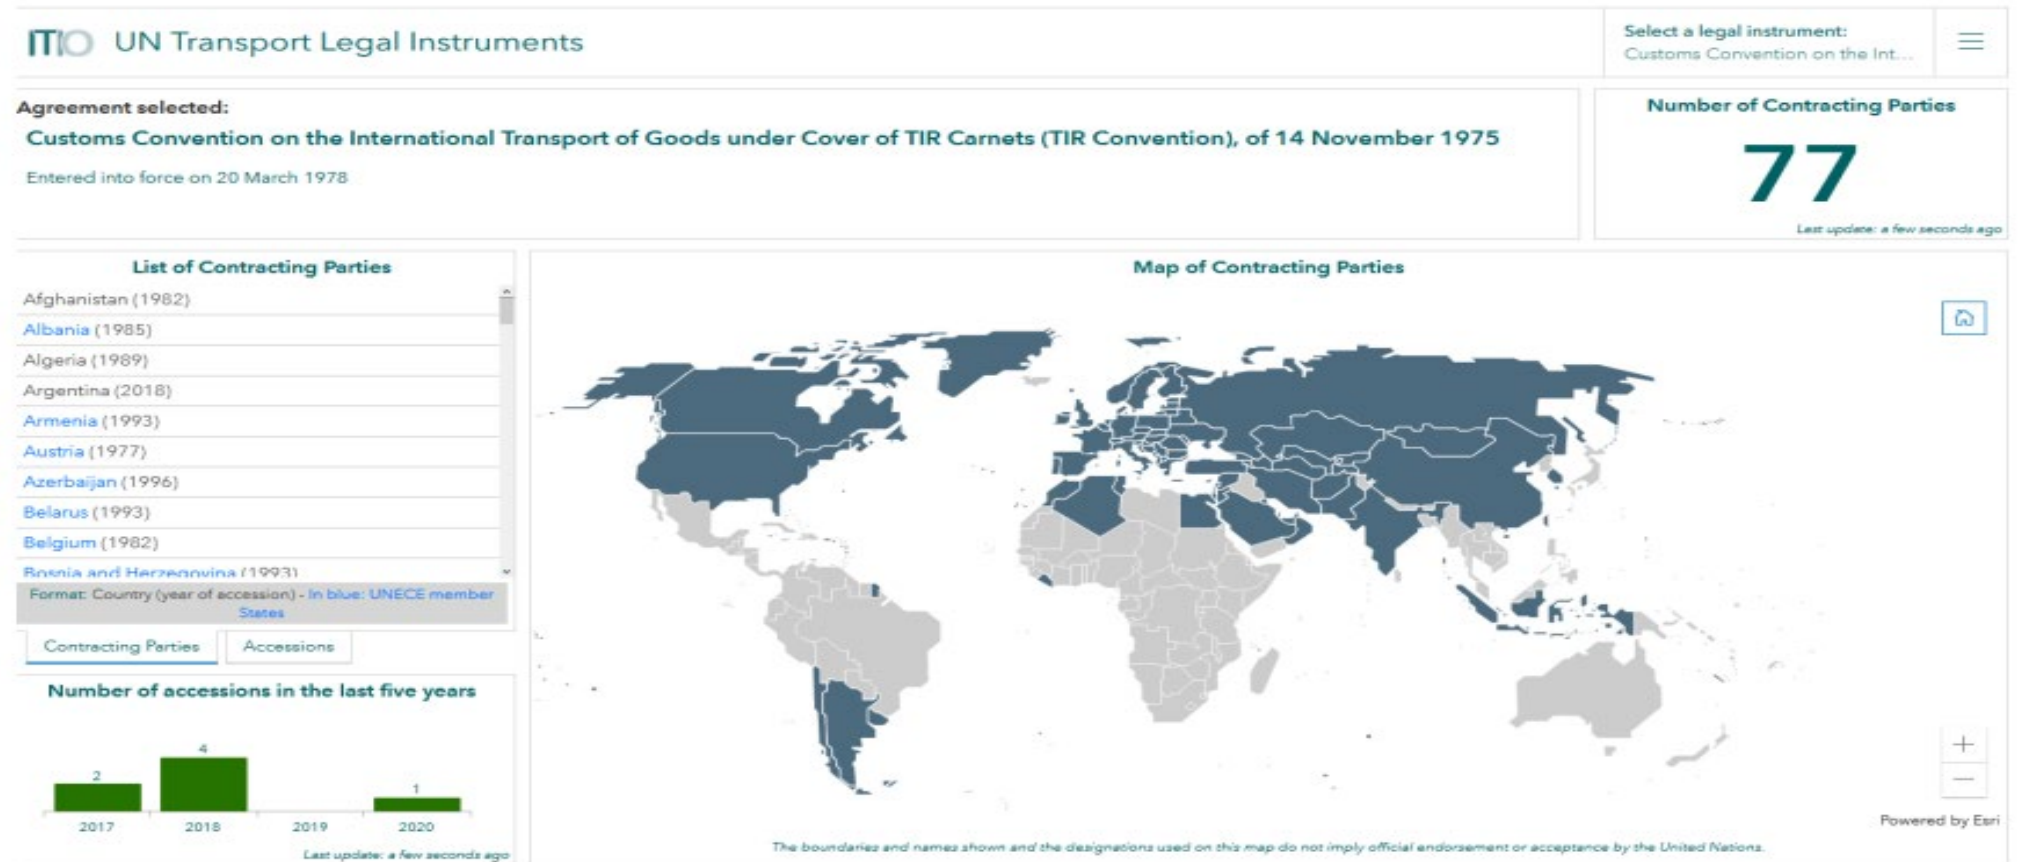 ITIO UN Transport Legal Instruments
Select a legal instrument:
Customs Convention on the Int...
Agreement selected:
Customs Convention on the International Transport of Goods under Cover of TIR Carnets (TIR Convention), of 14 November 1975
Entered into force on 20 March 1978
Number of Contracting Parties
77
Last update: a few seconds ago
List of Contracting Parties
Afghanistan (1982)
Albania (1985)
Algeria (1989)
Argentina (2018)
Armenia (1993)
Austria (1977)
Azerbaijan (1996)
Belarus (1993)
Belgium (1982)
Bosnia and Herzegovina (1993)
Format: Country (year of accession) - In blue: UNECE member
States
Contracting Parties
Accessions
Number of accessions in the last five years
2
4
1
2017
2018
2019
2020
Last update: a few seconds ago
Map of Contracting Parties
Powered by Esri
The boundaries and names shown and the designations used on this map do not imply official endorsement or acceptance by the United Nations.